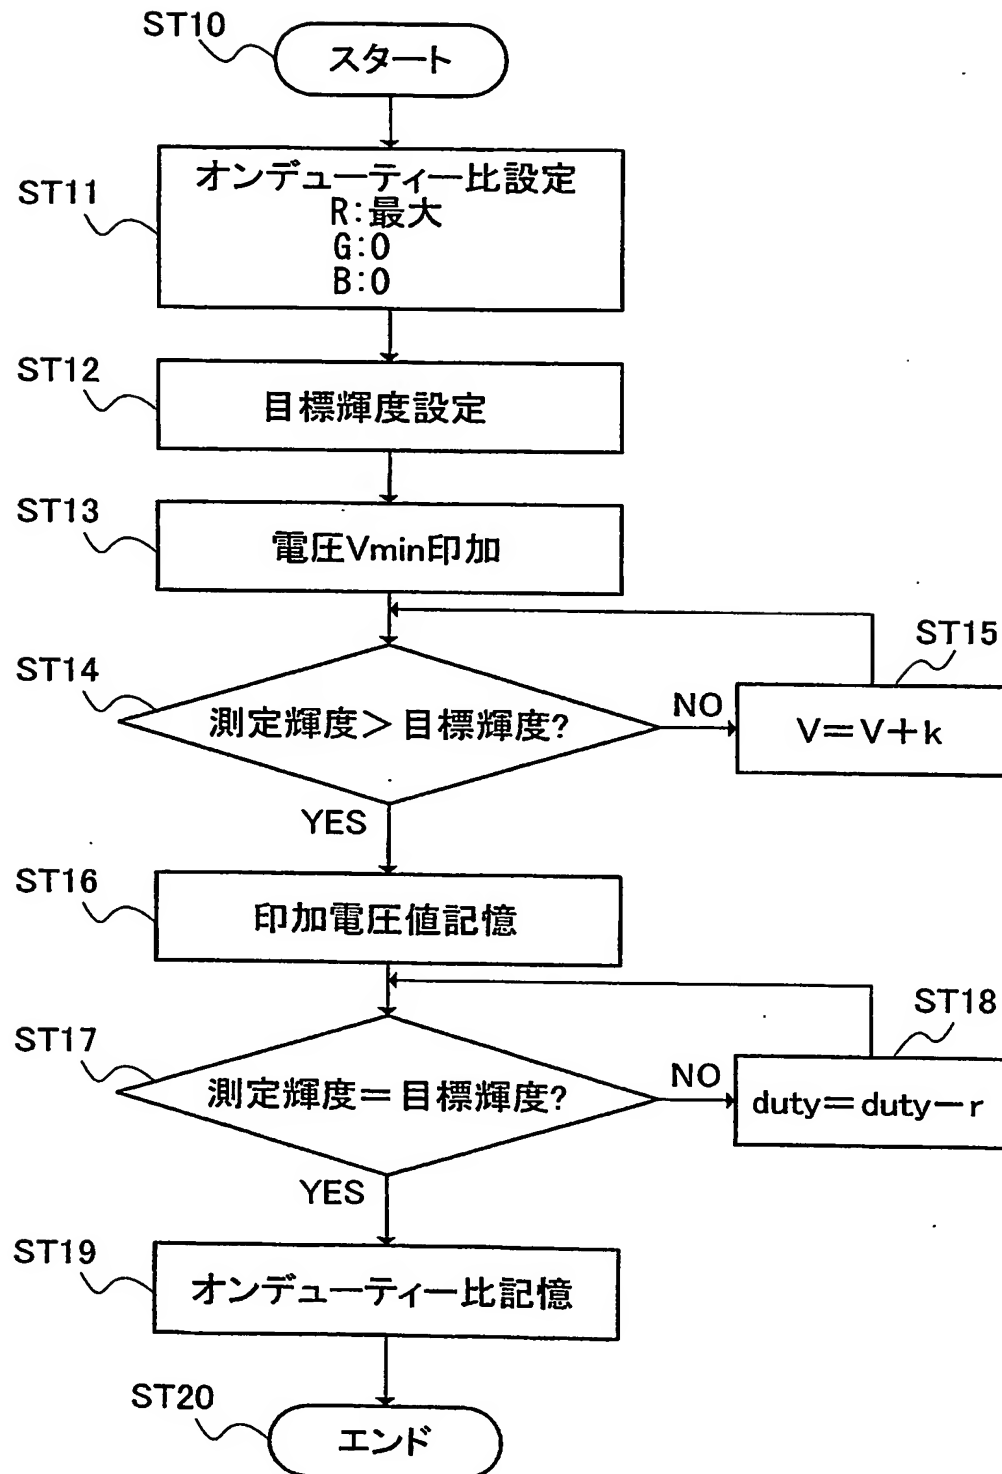 ST10
スタート
ST11
オンデューティー比設定
R:最大
G:0
B:0
ST12
目標輝度設定
ST13
電圧Vmin印加
ST14
測定輝度>目標輝度?
NO
ST15
V=V+k
YES
ST16
印加電圧値記憶
ST17
測定輝度=目標輝度?
NO
ST18
duty=duty-r
YES
ST19
オンデューティー比記憶
ST20
エンド